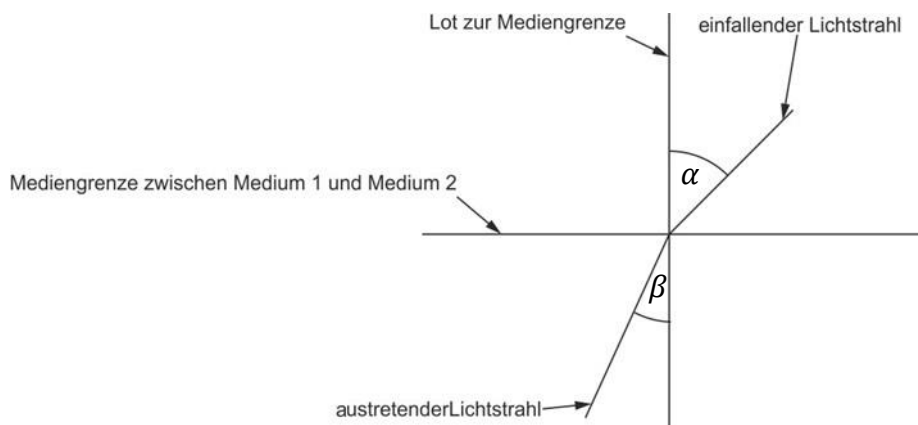 Lot zur Mediengrenze
einfallender Lichtstrahl
α
Mediengrenze zwischen Medium 1 und Medium 2
β
austretenderLichtstrahl